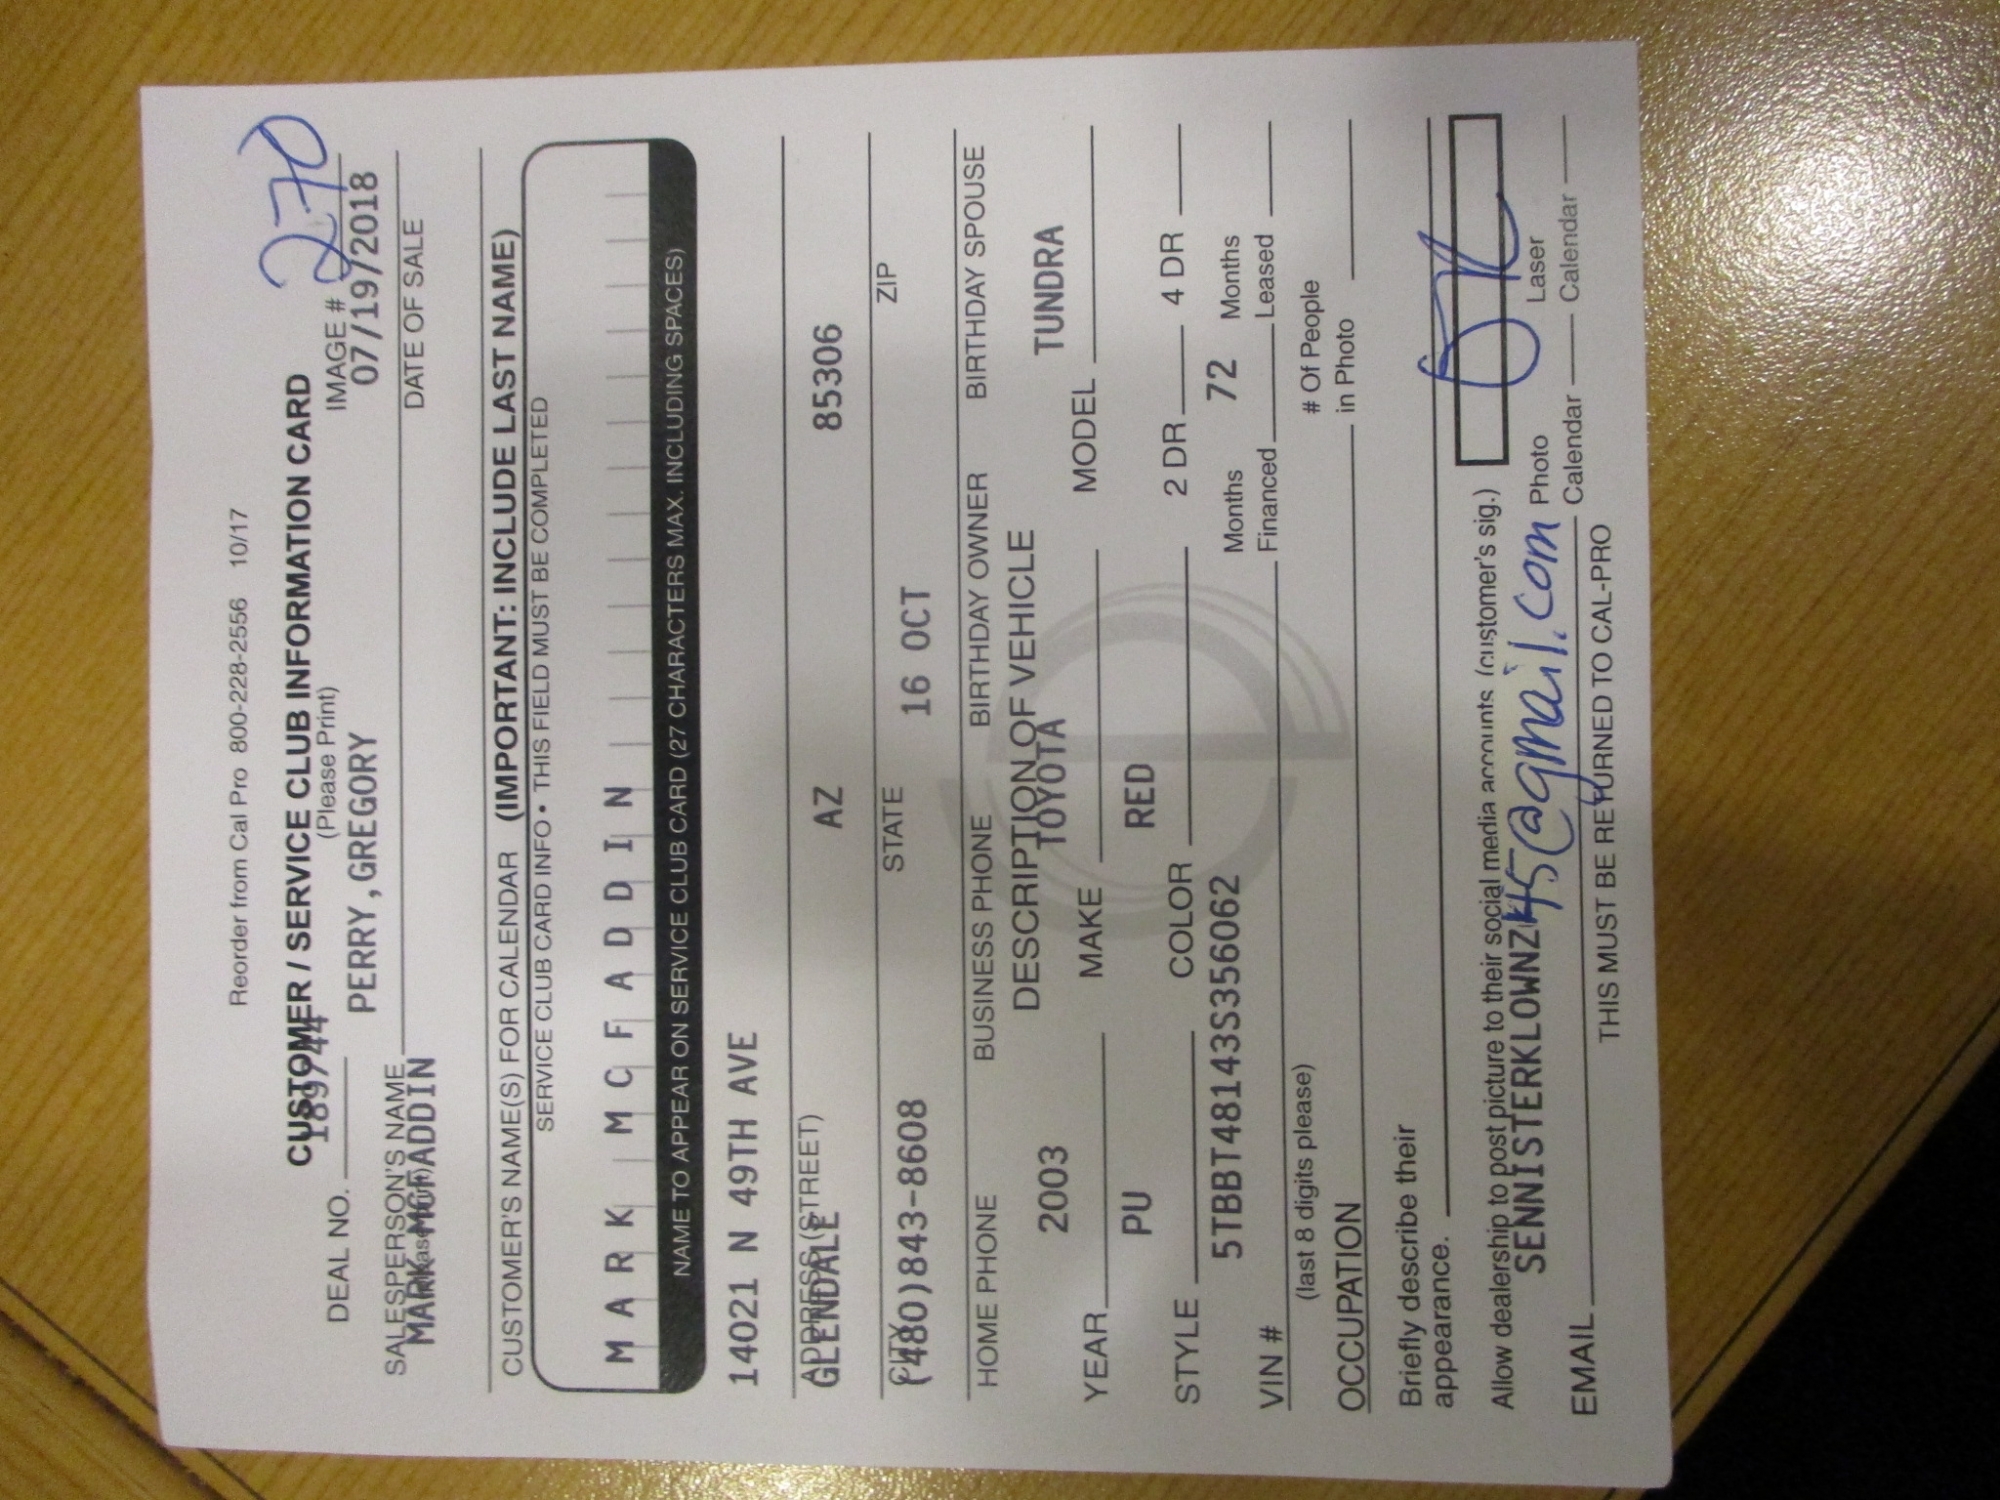 Reorder from Cal Pro 800-228-2556 10/17
270
CUSTOMER / SERVICE CLUB INFORMATION CARD
(Please Print)
DEAL NO. 189744 IMAGE #
PERRY,GREGORY 07/19/2018
SALESPERSON'S NAME DATE OF SALE
MARK MCFADDIN
CUSTOMER'S NAME(S) FOR CALENDAR (IMPORTANT: INCLUDE LAST NAME)
SERVICE CLUB CARD INFO • THIS FIELD MUST BE COMPLETED
MARK MCFADDIN
NAME TO APPEAR ON SERVICE CLUB CARD (27 CHARACTERS MAX. INCLUDING SPACES)
14021 N 49TH AVE
ADDRESS (STREET)
GLENDALE AZ 85306
CITY STATE ZIP
(480)843-8608 16 OCT
HOME PHONE BUSINESS PHONE BIRTHDAY OWNER BIRTHDAY SPOUSE
DESCRIPTION OF VEHICLE
2003 TOYOTA TUNDRA
YEAR MAKE MODEL
PU RED
STYLE COLOR 2 DR 4 DR
5TBBT48143S356062 72
VIN # Months Financed Months Leased
(last 8 digits please)
OCCUPATION # Of People in Photo
Briefly describe their
appearance.
Allow dealership to post picture to their social media accounts (customer's sig.)
SENNISTERKLOWNZ45@gmail.com
EMAIL Photo Calendar Laser Calendar
THIS MUST BE RETURNED TO CAL-PRO